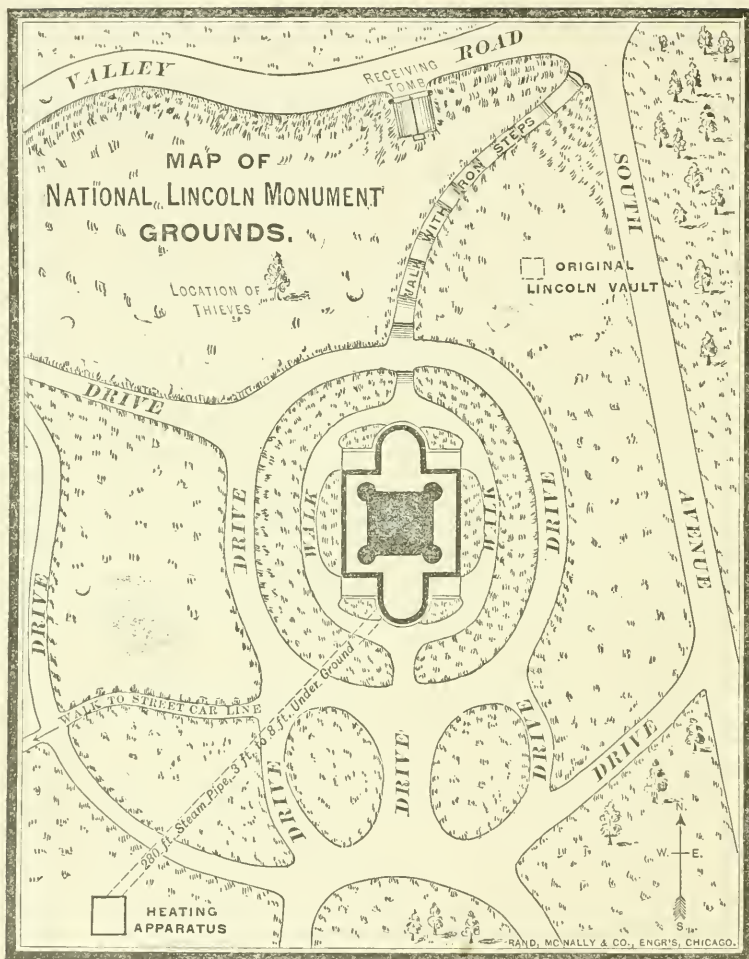 VALLEY ROAD
RECEIVING
TOMB
MAP OF
NATIONAL LINCOLN MONUMENT
GROUNDS.
WALK WITH IRON STEPS
SOUTH AVENUE
ORIGINAL
LINCOLN VAULT
LOCATION OF
THIEVES
DRIVE
DRIVE
WALK
WALK
DRIVE
DRIVE
WALK TO STREET CAR LINE
280 ft. Steam Pipe, 3 ft. to 8 ft. Under Ground
DRIVE
DRIVE
DRIVE
DRIVE
N.
W. E.
S.
HEATING
APPARATUS
RAND, MCNALLY & CO., ENGR'S, CHICAGO.